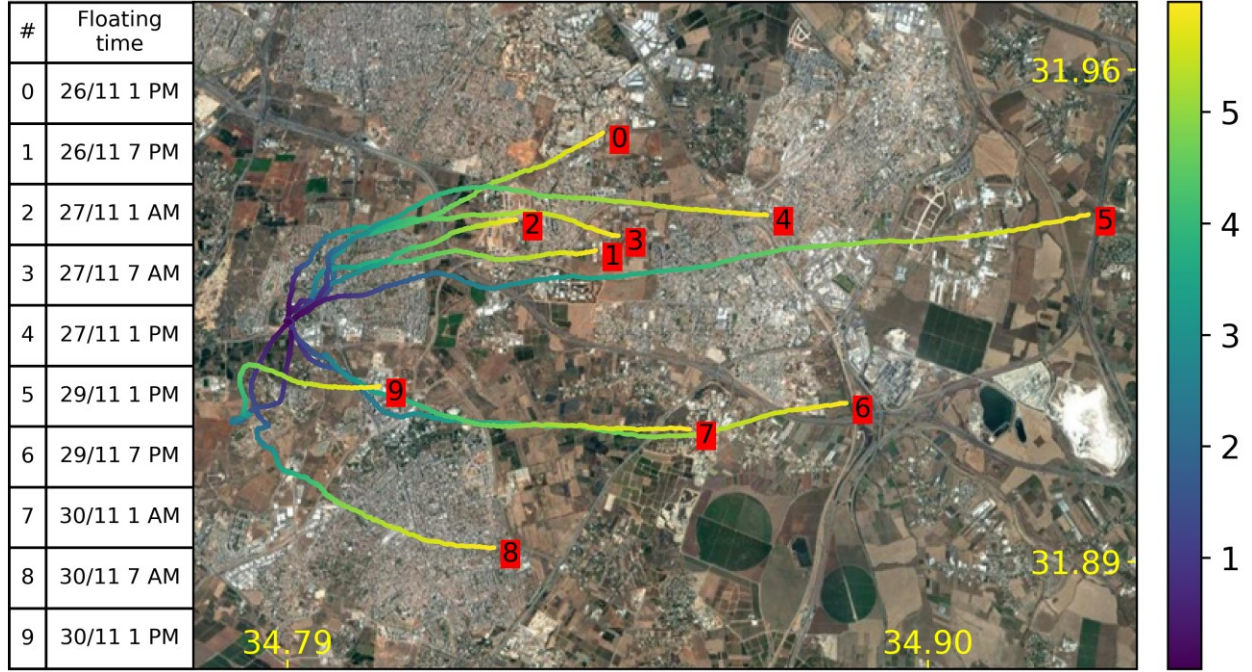 # Floating
time
0 26/11 1 PM
1 26/11 7 PM
2 27/11 1 AM
3 27/11 7 AM
4 27/11 1 PM
5 29/11 1 PM
6 29/11 7 PM
7 30/11 1 AM
8 30/11 7 AM
9 30/11 1 PM
31.96
0
4
5
2
3
1
9
6
7
8
31.89
34.79 34.90
5
4
3
2
1